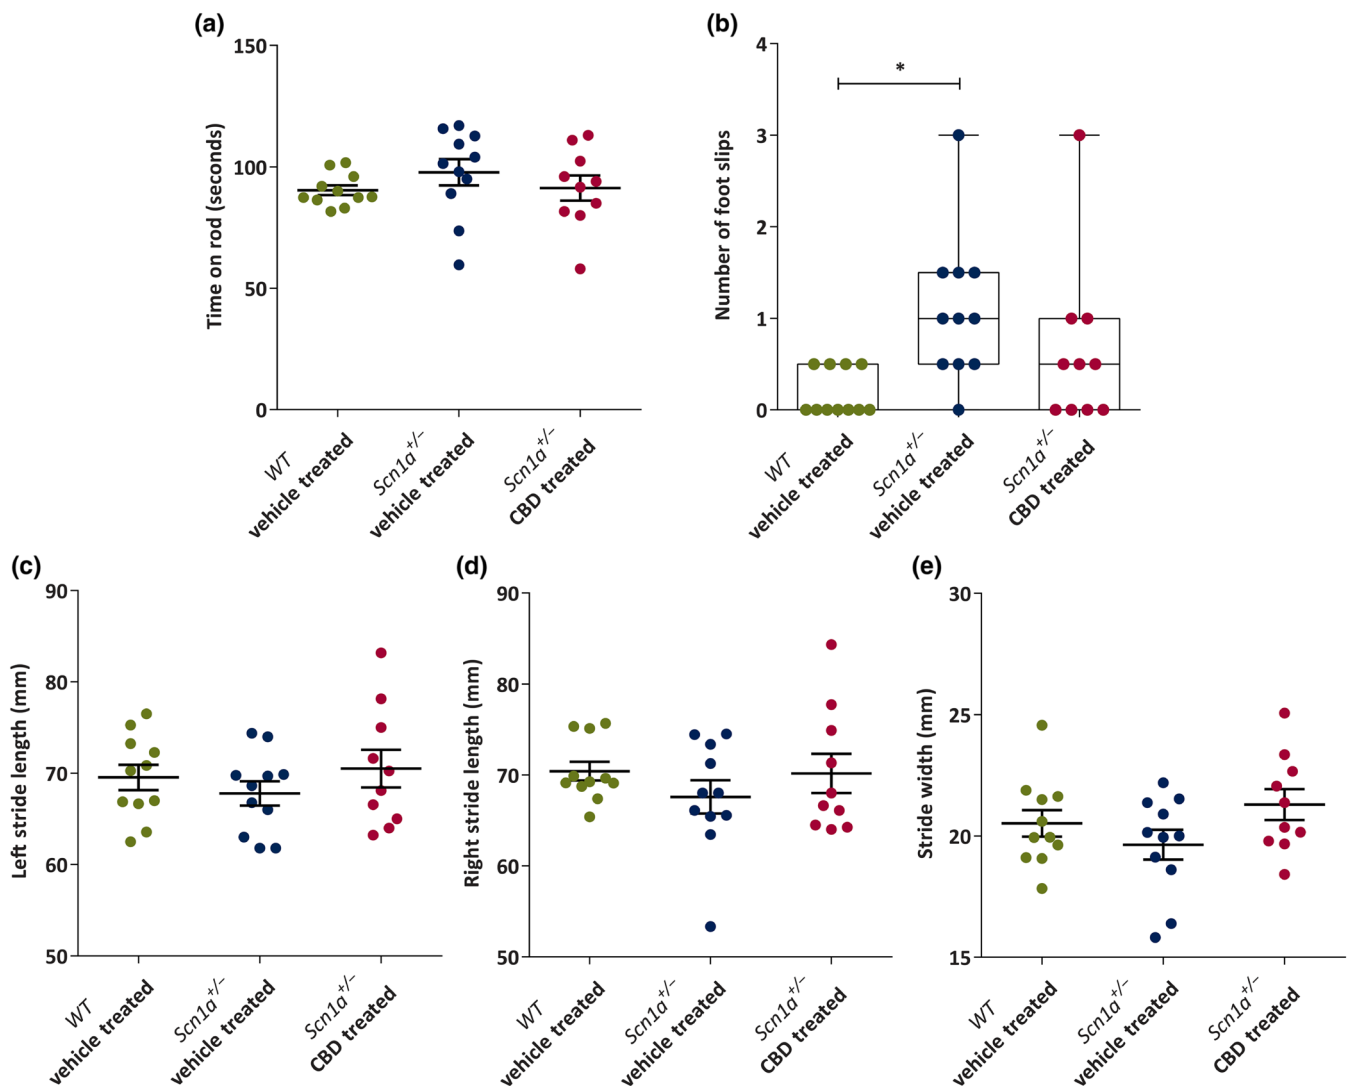 (a)
150
100
50
0
Time on rod (seconds)
WT
vehicle treated
Scn1a+/–
vehicle treated
Scn1a+/–
CBD treated
(b)
4
3
2
1
0
Number of foot slips
*
WT
vehicle treated
Scn1a+/–
vehicle treated
Scn1a+/–
CBD treated
(c)
90
80
70
60
50
Left stride length (mm)
WT
vehicle treated
Scn1a+/–
vehicle treated
Scn1a+/–
CBD treated
(d)
90
80
70
60
50
Right stride length (mm)
WT
vehicle treated
Scn1a+/–
vehicle treated
Scn1a+/–
CBD treated
(e)
30
25
20
15
Stride width (mm)
WT
vehicle treated
Scn1a+/–
vehicle treated
Scn1a+/–
CBD treated